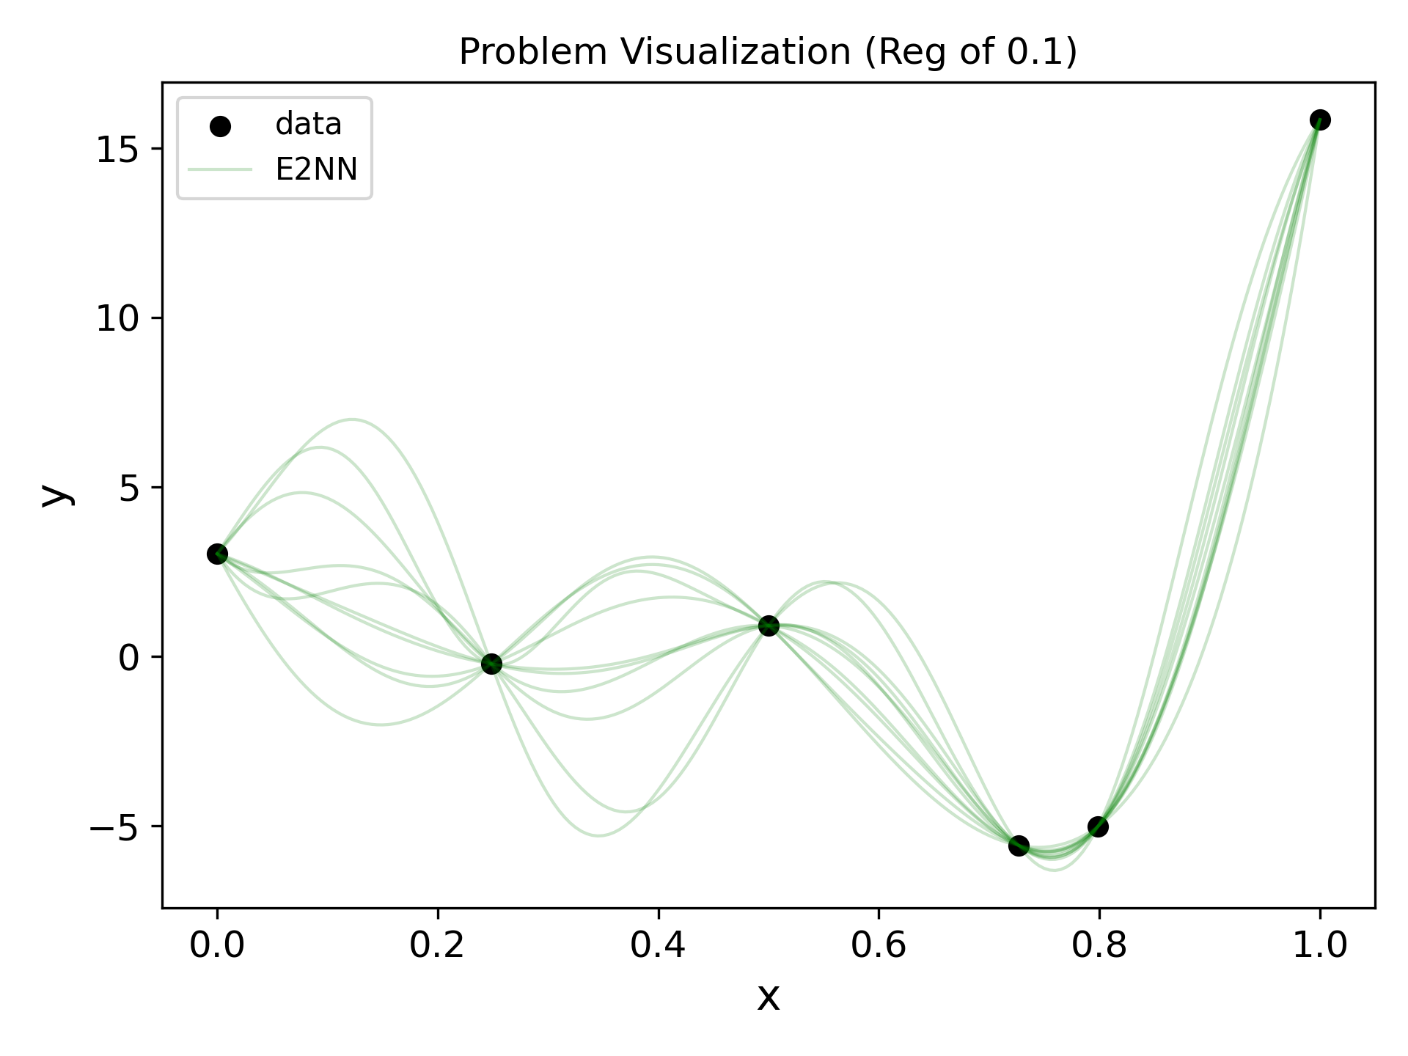 Problem Visualization (Reg of 0.1)
data
E2NN
15
10
5
0
−5
y
0.0 0.2 0.4 0.6 0.8 1.0
x